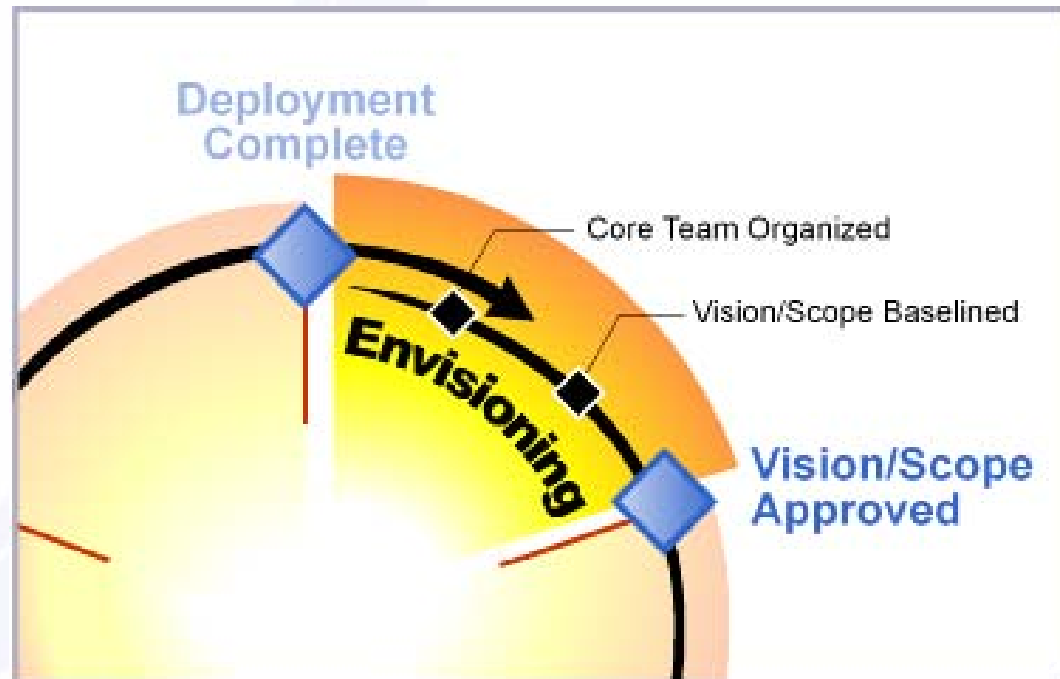 Deployment
Complete
Core Team Organized
Vision/Scope Baselined
Envisioning
Vision/Scope
Approved